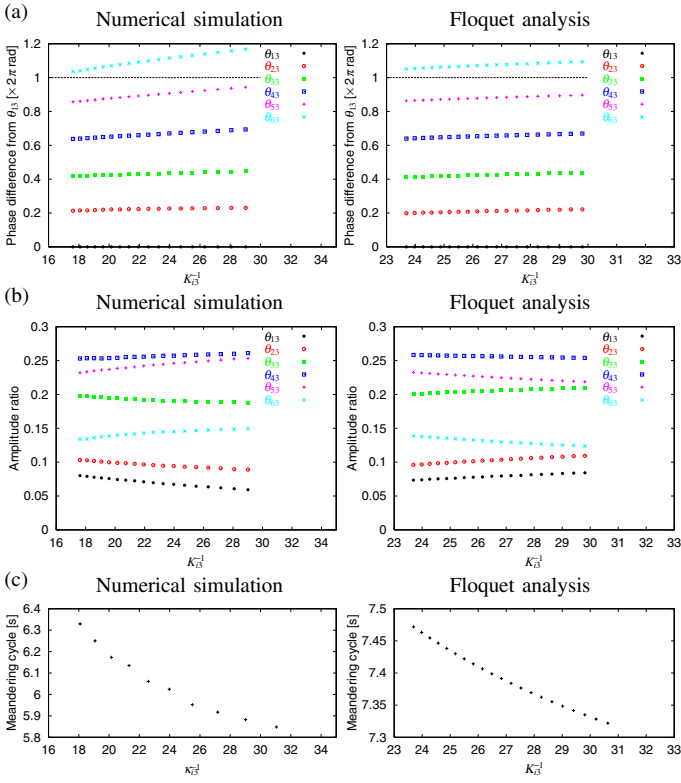 (a)
Numerical simulation
Floquet analysis
Phase difference from θ13 [× 2π rad]
1.2
1
0.8
0.6
0.4
0.2
0
16 18 20 22 24 26 28 30 32 34
K_{i3}^{-1}
θ13
θ23
θ33
θ43
θ53
θ63
Phase difference from θ13 [× 2π rad]
1.2
1
0.8
0.6
0.4
0.2
0
23 24 25 26 27 28 29 30 31 32 33
K_{i3}^{-1}
θ13
θ23
θ33
θ43
θ53
θ63
(b)
Numerical simulation
Floquet analysis
Amplitude ratio
0.3
0.25
0.2
0.15
0.1
0.05
0
16 18 20 22 24 26 28 30 32 34
K_{i3}^{-1}
θ13
θ23
θ33
θ43
θ53
θ63
Amplitude ratio
0.3
0.25
0.2
0.15
0.1
0.05
0
23 24 25 26 27 28 29 30 31 32 33
K_{i3}^{-1}
θ13
θ23
θ33
θ43
θ53
θ63
(c)
Numerical simulation
Floquet analysis
Meandering cycle [s]
6.4
6.3
6.2
6.1
6
5.9
5.8
16 18 20 22 24 26 28 30 32 34
κ_{i3}^{-1}
Meandering cycle [s]
7.5
7.45
7.4
7.35
7.3
23 24 25 26 27 28 29 30 31 32 33
K_{i3}^{-1}